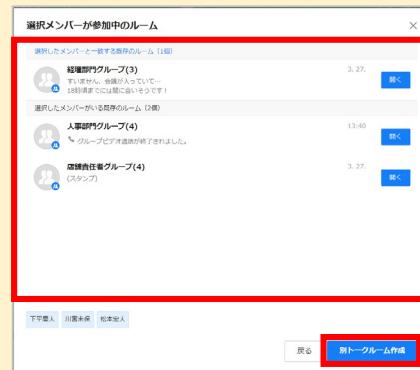 選択メンバーが参加中のルーム
選択したメンバーと一致する既存のルーム (1個)
経理部門グループ(3)
3. 27.
すいません、会議が入っていて…
18時頃までには間に合いそうです！
開く
選択したメンバーがいる既存のルーム (2個)
人事部門グループ(4)
13:40
グループビデオ通話が終了されました。
開く
店舗責任者グループ(4)
3. 27.
(スタンプ)
開く
下平慶人 川富未保 松本宏人
戻る 別トークルーム作成